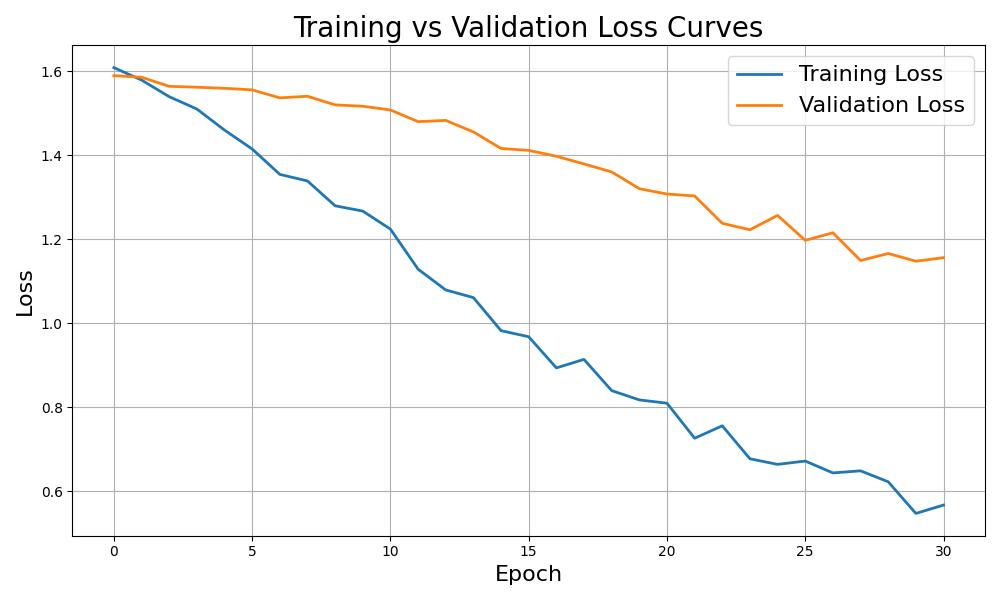 Training vs Validation Loss Curves
Training Loss
Validation Loss
Loss
1.6
1.4
1.2
1.0
0.8
0.6
0 5 10 15 20 25 30
Epoch